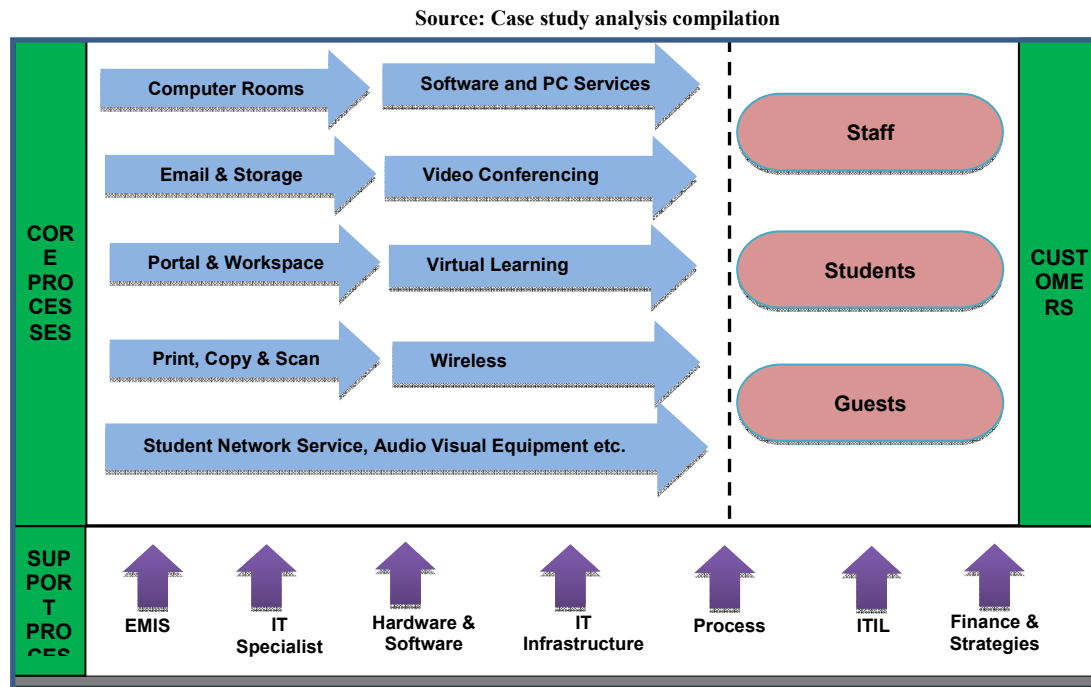 Source: Case study analysis compilation
COR
E
PRO
CES
SES
Computer Rooms
Software and PC Services
Email & Storage
Video Conferencing
Portal & Workspace
Virtual Learning
Print, Copy & Scan
Wireless
Student Network Service, Audio Visual Equipment etc.
Staff
Students
Guests
CUST
OME
RS
SUP
POR
T
PRO
CES
EMIS
IT
Specialist
Hardware &
Software
IT
Infrastructure
Process
ITIL
Finance &
Strategies